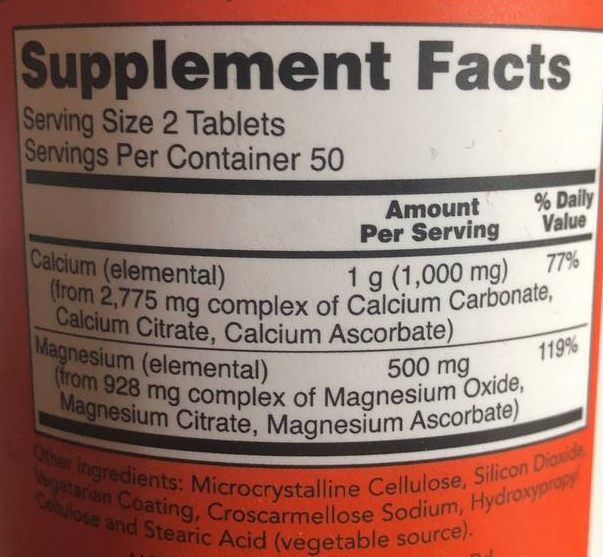 Supplement Facts
Serving Size 2 Tablets
Servings Per Container 50
Amount Per Serving
% Daily Value
Calcium (elemental) 1 g (1,000 mg) 77%
(from 2,775 mg complex of Calcium Carbonate,
Calcium Citrate, Calcium Ascorbate)
Magnesium (elemental) 500 mg 119%
(from 928 mg complex of Magnesium Oxide,
Magnesium Citrate, Magnesium Ascorbate)
Other ingredients: Microcrystalline Cellulose, Silicon Dioxide,
Vegetarian Coating, Croscarmellose Sodium, Hydroxypropyl
Cellulose and Stearic Acid (vegetable source).